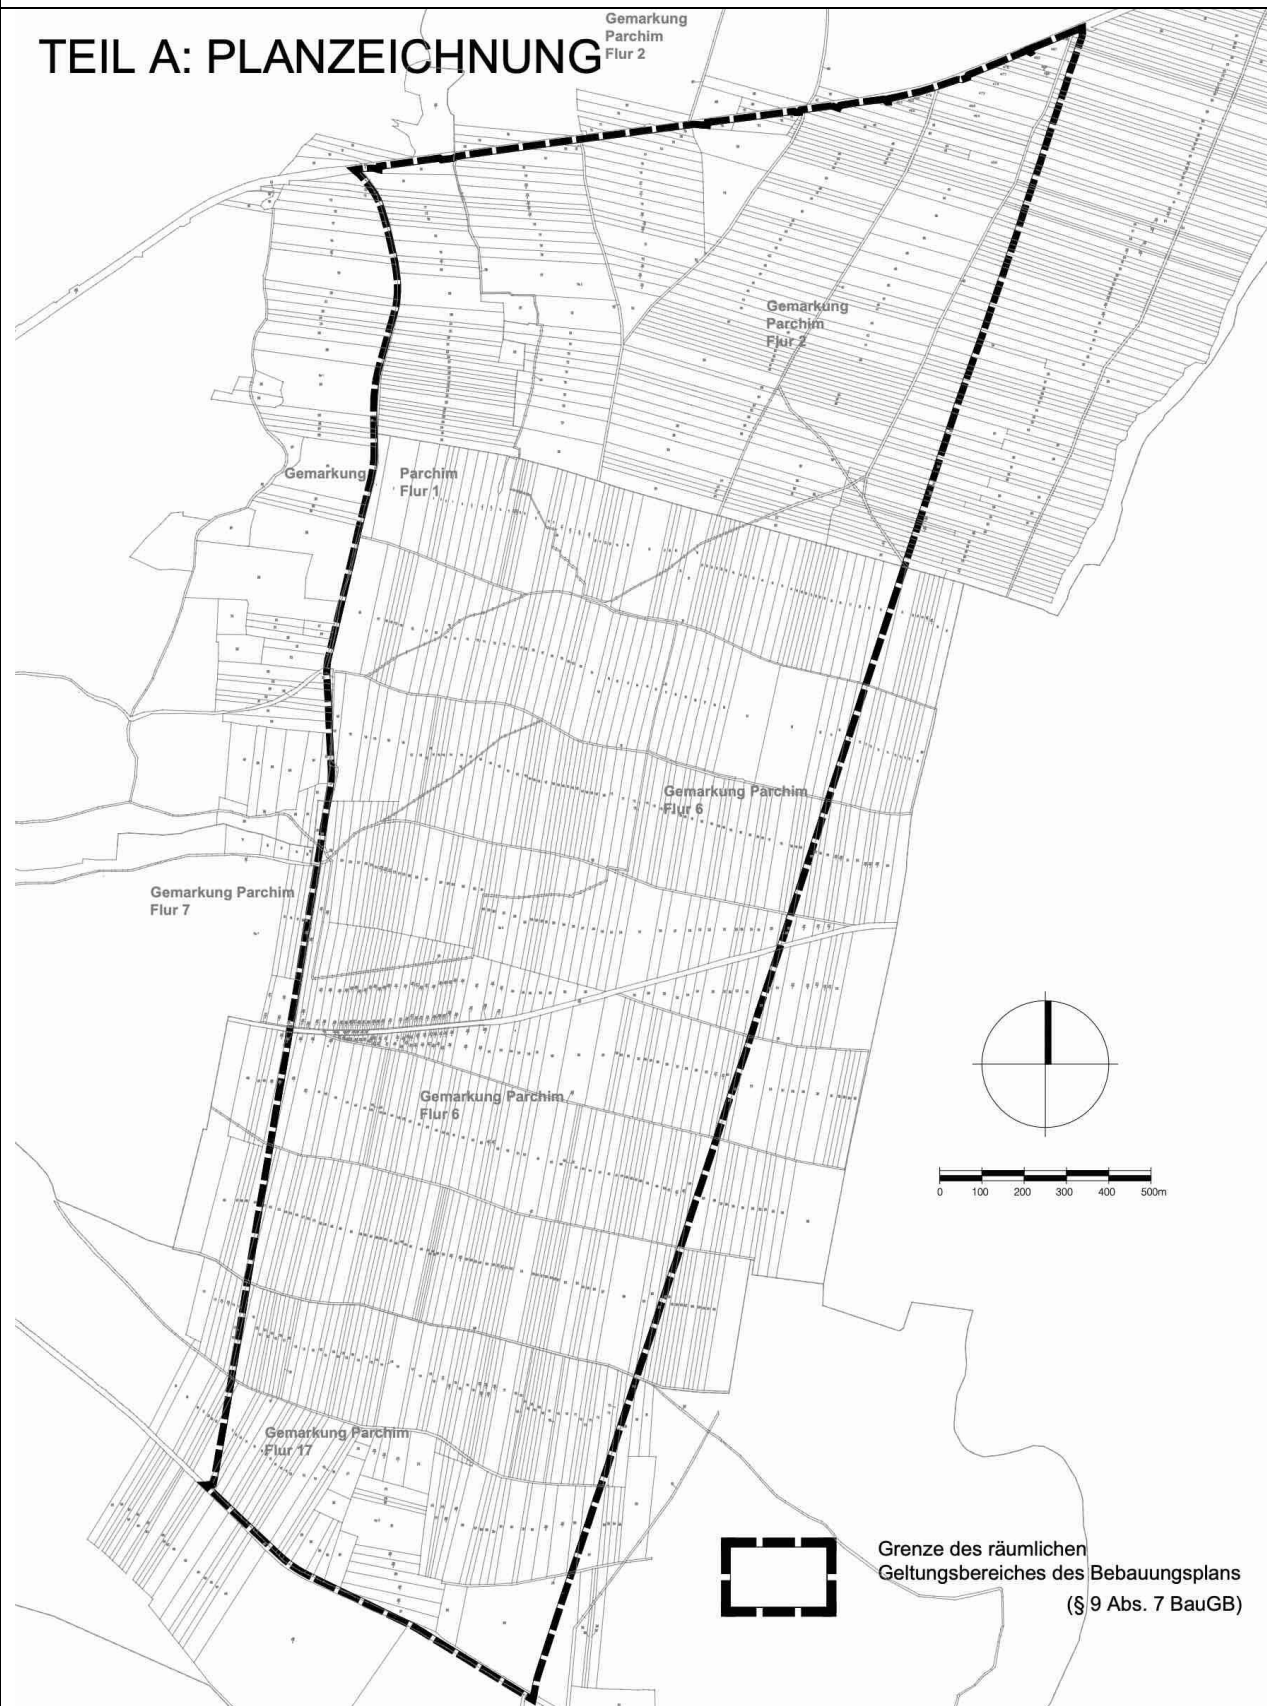 TEIL A: PLANZEICHNUNG
Gemarkung
Parchim
Flur 2
Gemarkung
Parchim
Flur 2
Gemarkung Parchim
Flur 1
Gemarkung Parchim
Flur 6
Gemarkung Parchim
Flur 7
Gemarkung Parchim
Flur 6
0 100 200 300 400 500m
Gemarkung Parchim
Flur 17
Grenze des räumlichen
Geltungsbereiches des Bebauungsplans
(§ 9 Abs. 7 BauGB)